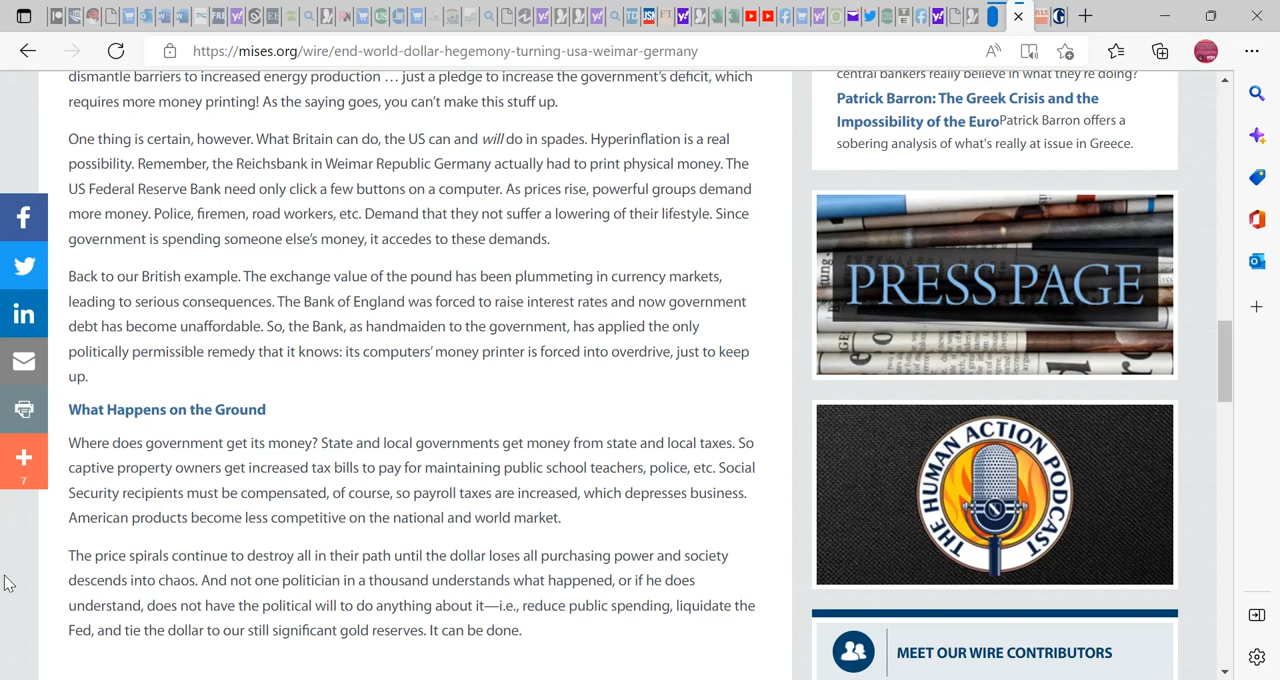 https://mises.org/wire/end-world-dollar-hegemony-turning-usa-weimar-germany
dismantle barriers to increased energy production … just a pledge to increase the government's deficit, which
requires more money printing! As the saying goes, you can't make this stuff up.
One thing is certain, however. What Britain can do, the US can and will do in spades. Hyperinflation is a real
possibility. Remember, the Reichsbank in Weimar Republic Germany actually had to print physical money. The
US Federal Reserve Bank need only click a few buttons on a computer. As prices rise, powerful groups demand
more money. Police, firemen, road workers, etc. Demand that they not suffer a lowering of their lifestyle. Since
government is spending someone else's money, it accedes to these demands.
Back to our British example. The exchange value of the pound has been plummeting in currency markets,
leading to serious consequences. The Bank of England was forced to raise interest rates and now government
debt has become unaffordable. So, the Bank, as handmaiden to the government, has applied the only
politically permissible remedy that it knows: its computers' money printer is forced into overdrive, just to keep
up.
What Happens on the Ground
Where does government get its money? State and local governments get money from state and local taxes. So
captive property owners get increased tax bills to pay for maintaining public school teachers, police, etc. Social
Security recipients must be compensated, of course, so payroll taxes are increased, which depresses business.
American products become less competitive on the national and world market.
The price spirals continue to destroy all in their path until the dollar loses all purchasing power and society
descends into chaos. And not one politician in a thousand understands what happened, or if he does
understand, does not have the political will to do anything about it—i.e., reduce public spending, liquidate the
Fed, and tie the dollar to our still significant gold reserves. It can be done.
7
central bankers really believe in what they're doing?
Patrick Barron: The Greek Crisis and the
Impossibility of the EuroPatrick Barron offers a
sobering analysis of what's really at issue in Greece.
PRESS PAGE
THE HUMAN ACTION PODCAST
MEET OUR WIRE CONTRIBUTORS